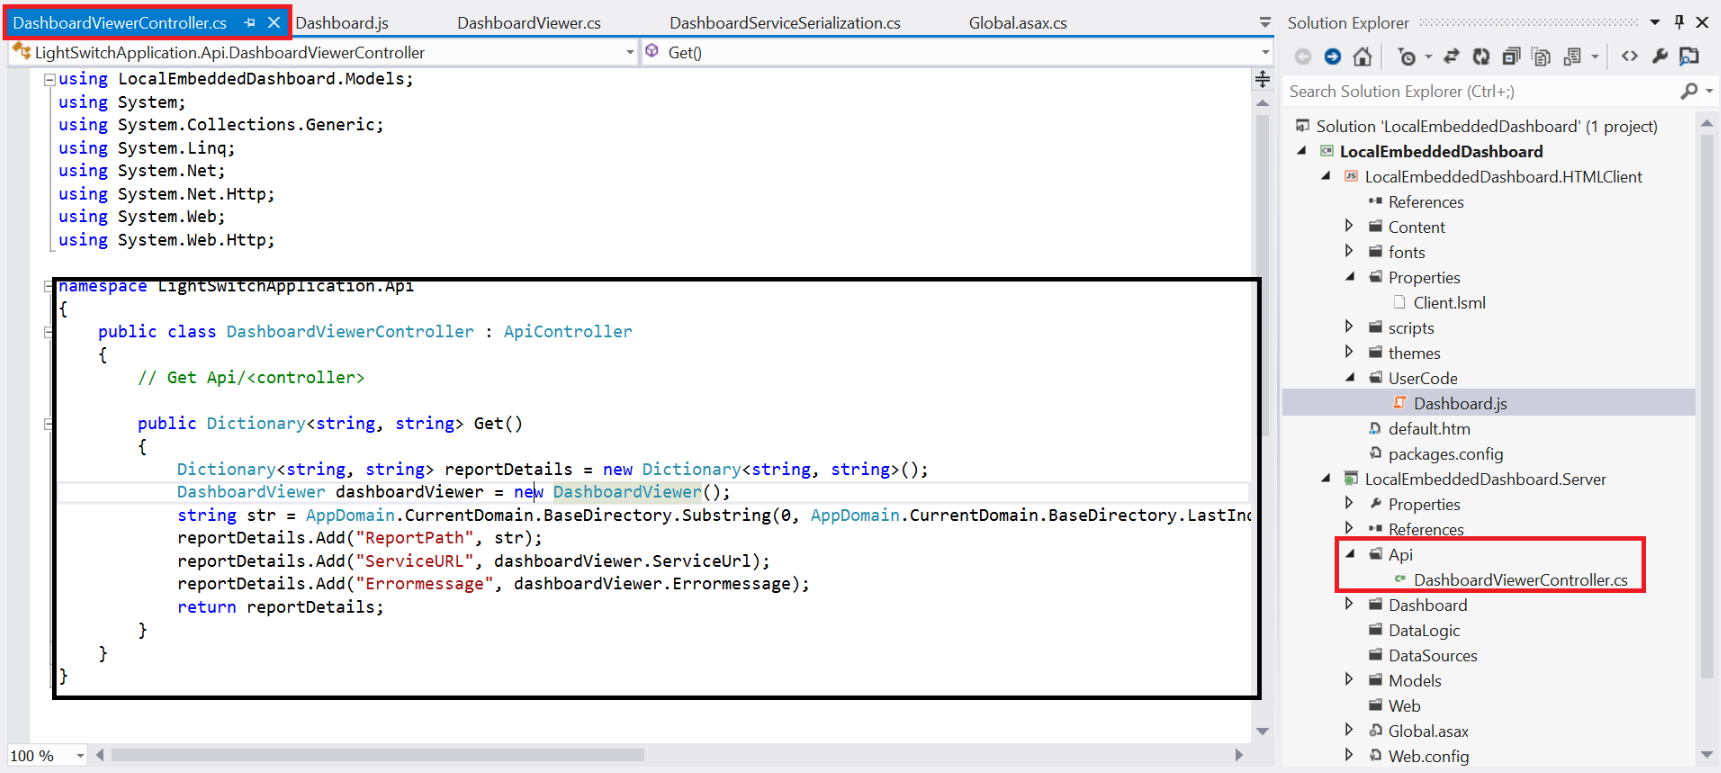 DashboardViewerController.cs
Dashboard.js
DashboardViewer.cs
DashboardServiceSerialization.cs
Global.asax.cs
LightSwitchApplication.Api.DashboardViewerController
Get()
using LocalEmbeddedDashboard.Models;
using System;
using System.Collections.Generic;
using System.Linq;
using System.Net;
using System.Net.Http;
using System.Web;
using System.Web.Http;
namespace LightSwitchApplication.Api
{
public class DashboardViewerController : ApiController
{
// Get Api/<controller>
public Dictionary<string, string> Get()
{
Dictionary<string, string> reportDetails = new Dictionary<string, string>();
DashboardViewer dashboardViewer = new DashboardViewer();
string str = AppDomain.CurrentDomain.BaseDirectory.Substring(0, AppDomain.CurrentDomain.BaseDirectory.LastInd
reportDetails.Add("ReportPath", str);
reportDetails.Add("ServiceURL", dashboardViewer.ServiceUrl);
reportDetails.Add("Errormessage", dashboardViewer.Errormessage);
return reportDetails;
}
}
}
100 %
Solution Explorer
Search Solution Explorer (Ctrl+;)
Solution 'LocalEmbeddedDashboard' (1 project)
LocalEmbeddedDashboard
LocalEmbeddedDashboard.HTMLClient
References
Content
fonts
Properties
Client.lsml
scripts
themes
UserCode
Dashboard.js
default.htm
packages.config
LocalEmbeddedDashboard.Server
Properties
References
Api
DashboardViewerController.cs
Dashboard
DataLogic
DataSources
Models
Web
Global.asax
Web.config